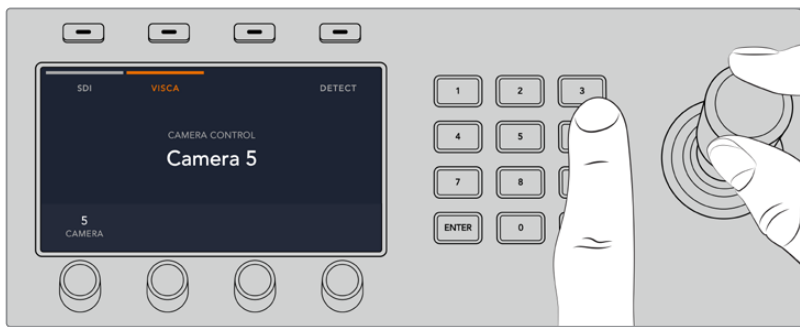 SDI VISCA DETECT
CAMERA CONTROL
Camera 5
5
CAMERA
1 2 3
4 5
7 8
ENTER 0